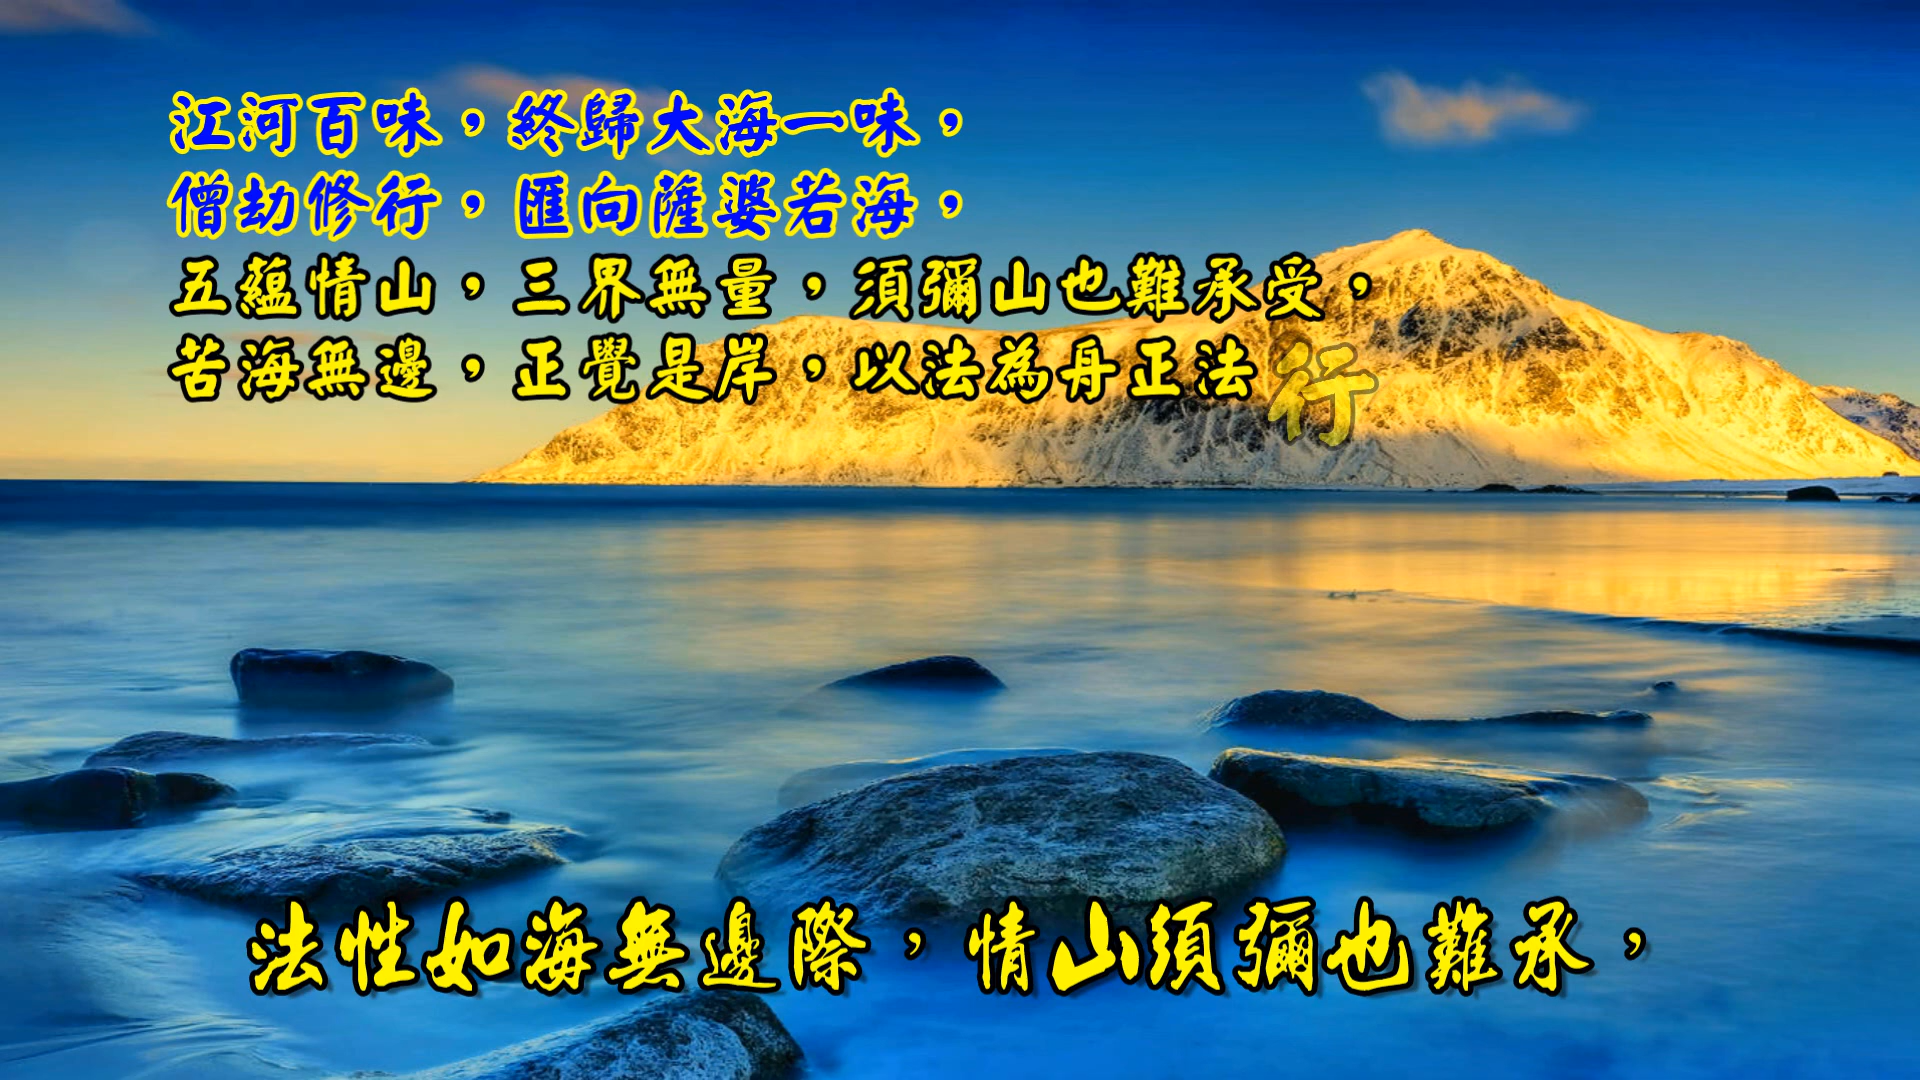 江河百味，終歸大海一味，
僧劫修行，匯向薩婆若海，
五蘊情山，三界無量，須彌山也難承受，
苦海無邊，正覺是岸，以法為舟正法行
法性如海無邊際，情山須彌也難承，